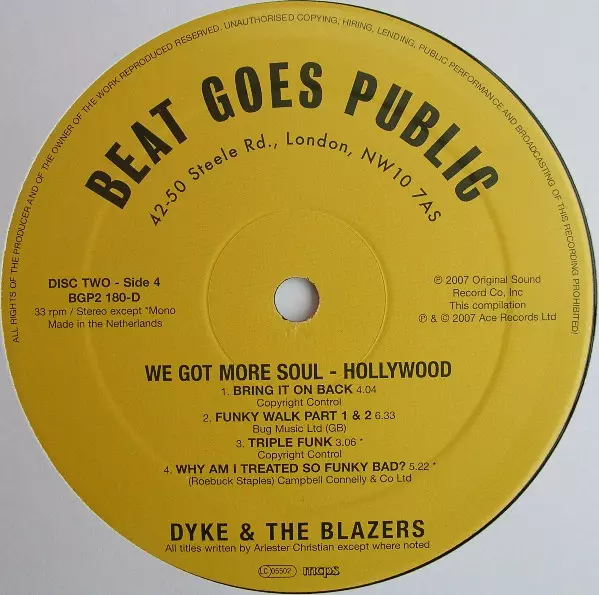 ALL RIGHTS OF THE PRODUCER AND OF THE OWNER OF THE WORK REPRODUCED RESERVED. UNAUTHORISED COPYING, HIRING, LENDING, PUBLIC PERFORMANCE AND BROADCASTING OF THIS RECORDING PROHIBITED!
BEAT GOES PUBLIC
42-50 Steele Rd., London, NW10 7AS
DISC TWO - Side 4
BGP2 180-D
33 rpm / Stereo except *Mono
Made in the Netherlands
℗ 2007 Original Sound
Record Co, Inc
This compilation
℗ & © 2007 Ace Records Ltd
WE GOT MORE SOUL - HOLLYWOOD
1. BRING IT ON BACK 4.04
Copyright Control
2. FUNKY WALK PART 1 & 2 6.33
Bug Music Ltd (GB)
3. TRIPLE FUNK 3.06 *
Copyright Control
4. WHY AM I TREATED SO FUNKY BAD? 5.22 *
(Roebuck Staples) Campbell Connelly & Co Ltd
DYKE & THE BLAZERS
All titles written by Arlester Christian except where noted
LC 05502 mcps